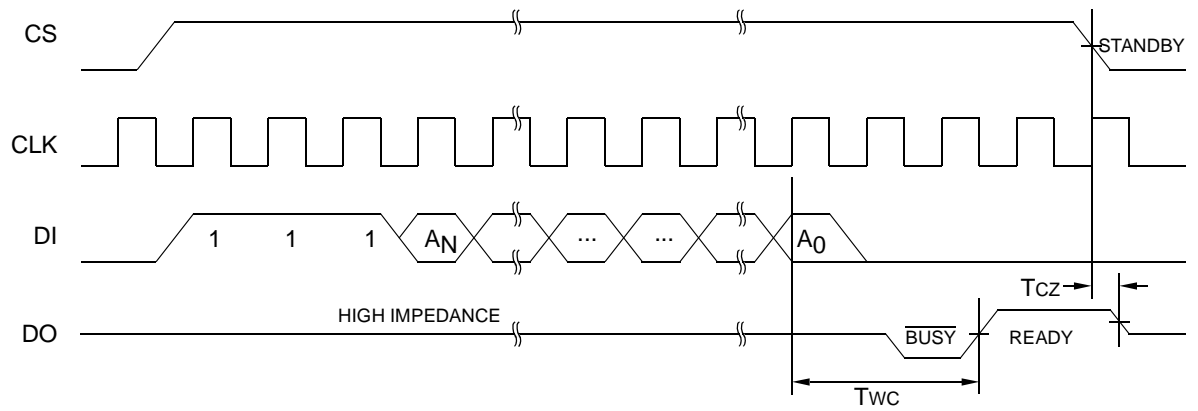 CS
STANDBY
CLK
DI
1 1 1 AN ... ... A0
TCZ
HIGH IMPEDANCE
DO
BUSY READY
TWC